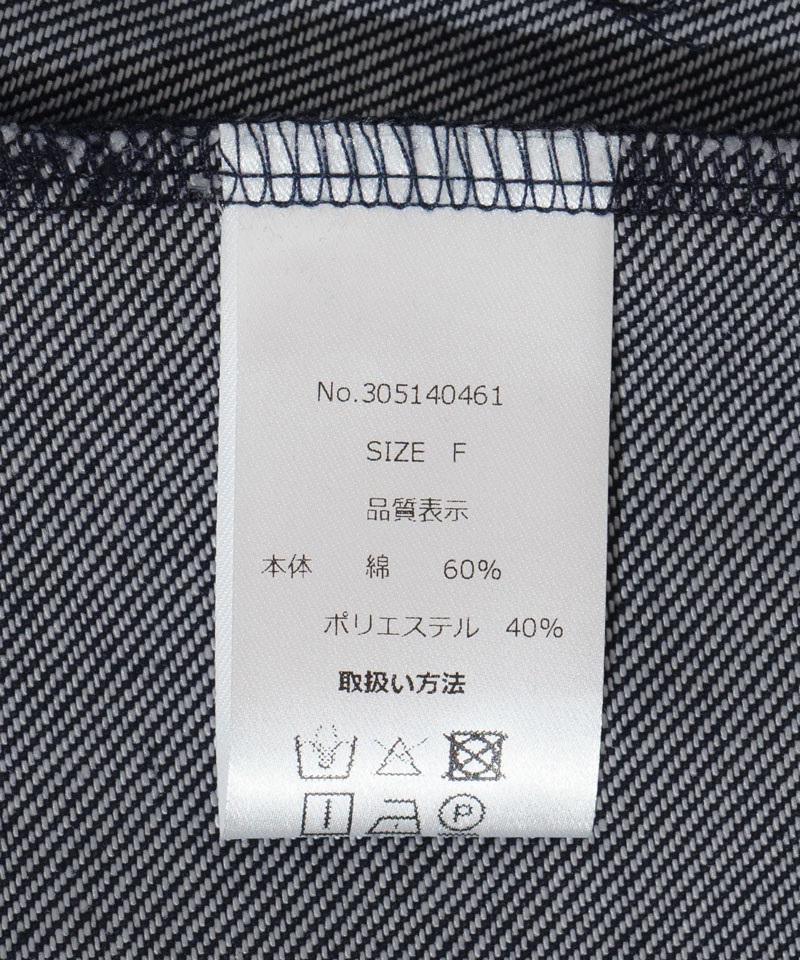 No.305140461
SIZE F
品質表示
本体 綿 60%
ポリエステル 40%
取扱い方法
P